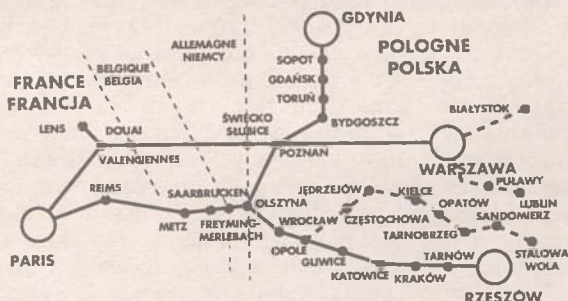 GDYNIA
ALLEMAGNE
NIEMCY
POLOGNE
POLSKA
SOPOT
GDAŃSK
TORUŃ
BELGIQUE
BELGIA
FRANCE
FRANCJA
ŚWIĘCKO
SŁUBICE
BYDGOSZCZ
BIAŁYSTOK
LENS
DOUAI
VALENCIENNES
POZNAŃ
WARSZAWA
REIMS
SAARBRUCKEN
OLSZYNA
JĘDRZEJÓW
KIELCE
PUŁAWY
LUBLIN
METZ
FREYMING-
MERLEBACH
WROCŁAW
CZĘSTOCHOWA
OPATÓW
SANDOMIERZ
PARIS
OPOLE
GLIWICE
TARNOBRZEG
STALOWA
WOLA
KATOWICE
KRAKÓW
TARNÓW
RZESZÓW